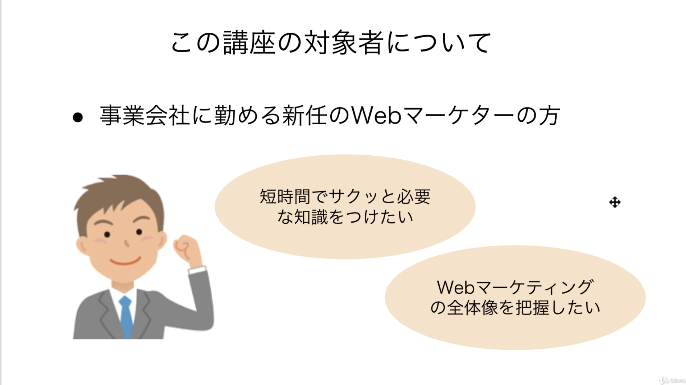 この講座の対象者について
● 事業会社に勤める新任のWebマーケターの方
短時間でサクッと必要
な知識をつけたい
Webマーケティング
の全体像を把握したい